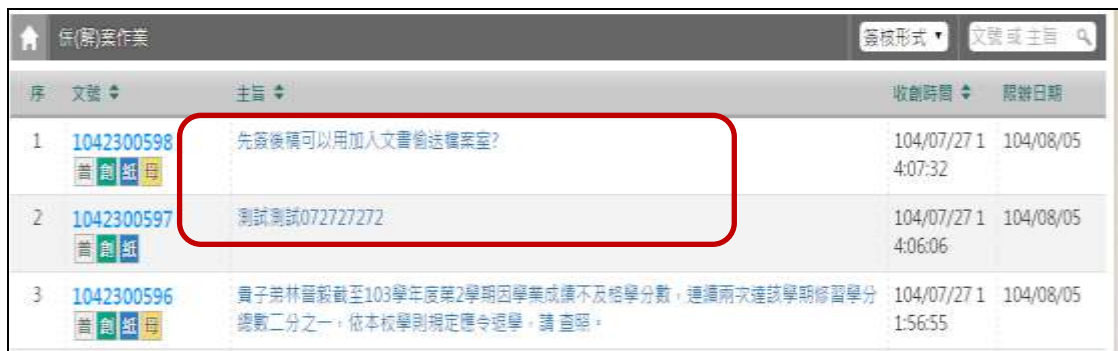 併(解)案作業 簽核形式 文號或主旨
序 文號 主旨 收創時間 限辦日期
1 1042300598 先簽後稿可以用加入文書偷送檔案室? 104/07/27 1 104/08/05
普 創 紙 母 4:07:32
2 1042300597 測試測試072727272 104/07/27 1 104/08/05
普 創 紙 4:06:06
3 1042300596 貴子弟林晉毅截至103學年度第2學期因學業成績不及格學分數,連續兩次達該學期修習學分 104/07/27 1 104/08/05
普 創 紙 母 總數二分之一,依本校學則規定應令退學,請 查照。 1:56:55